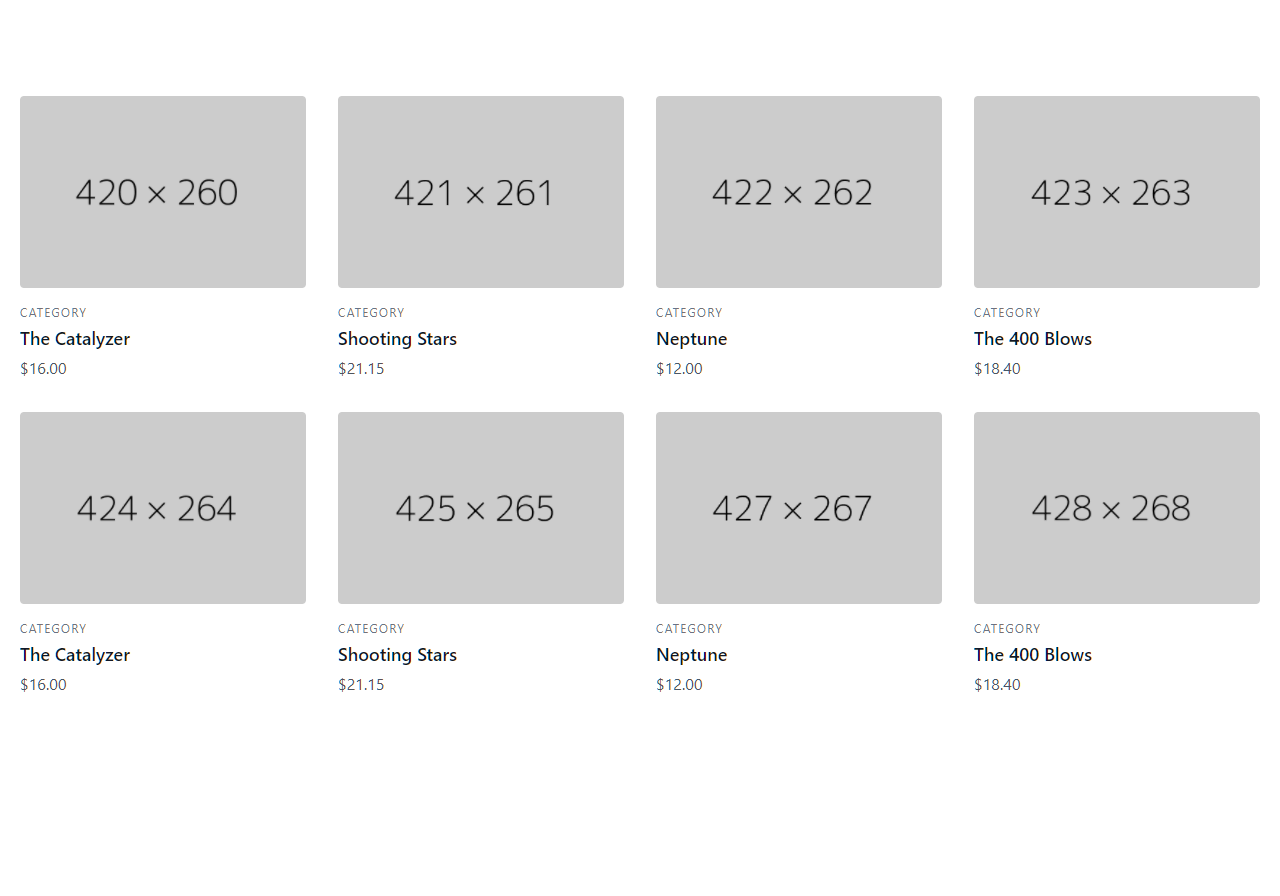 420 × 260
421 × 261
422 × 262
423 × 263
CATEGORY
The Catalyzer
$16.00
CATEGORY
Shooting Stars
$21.15
CATEGORY
Neptune
$12.00
CATEGORY
The 400 Blows
$18.40
424 × 264
425 × 265
427 × 267
428 × 268
CATEGORY
The Catalyzer
$16.00
CATEGORY
Shooting Stars
$21.15
CATEGORY
Neptune
$12.00
CATEGORY
The 400 Blows
$18.40